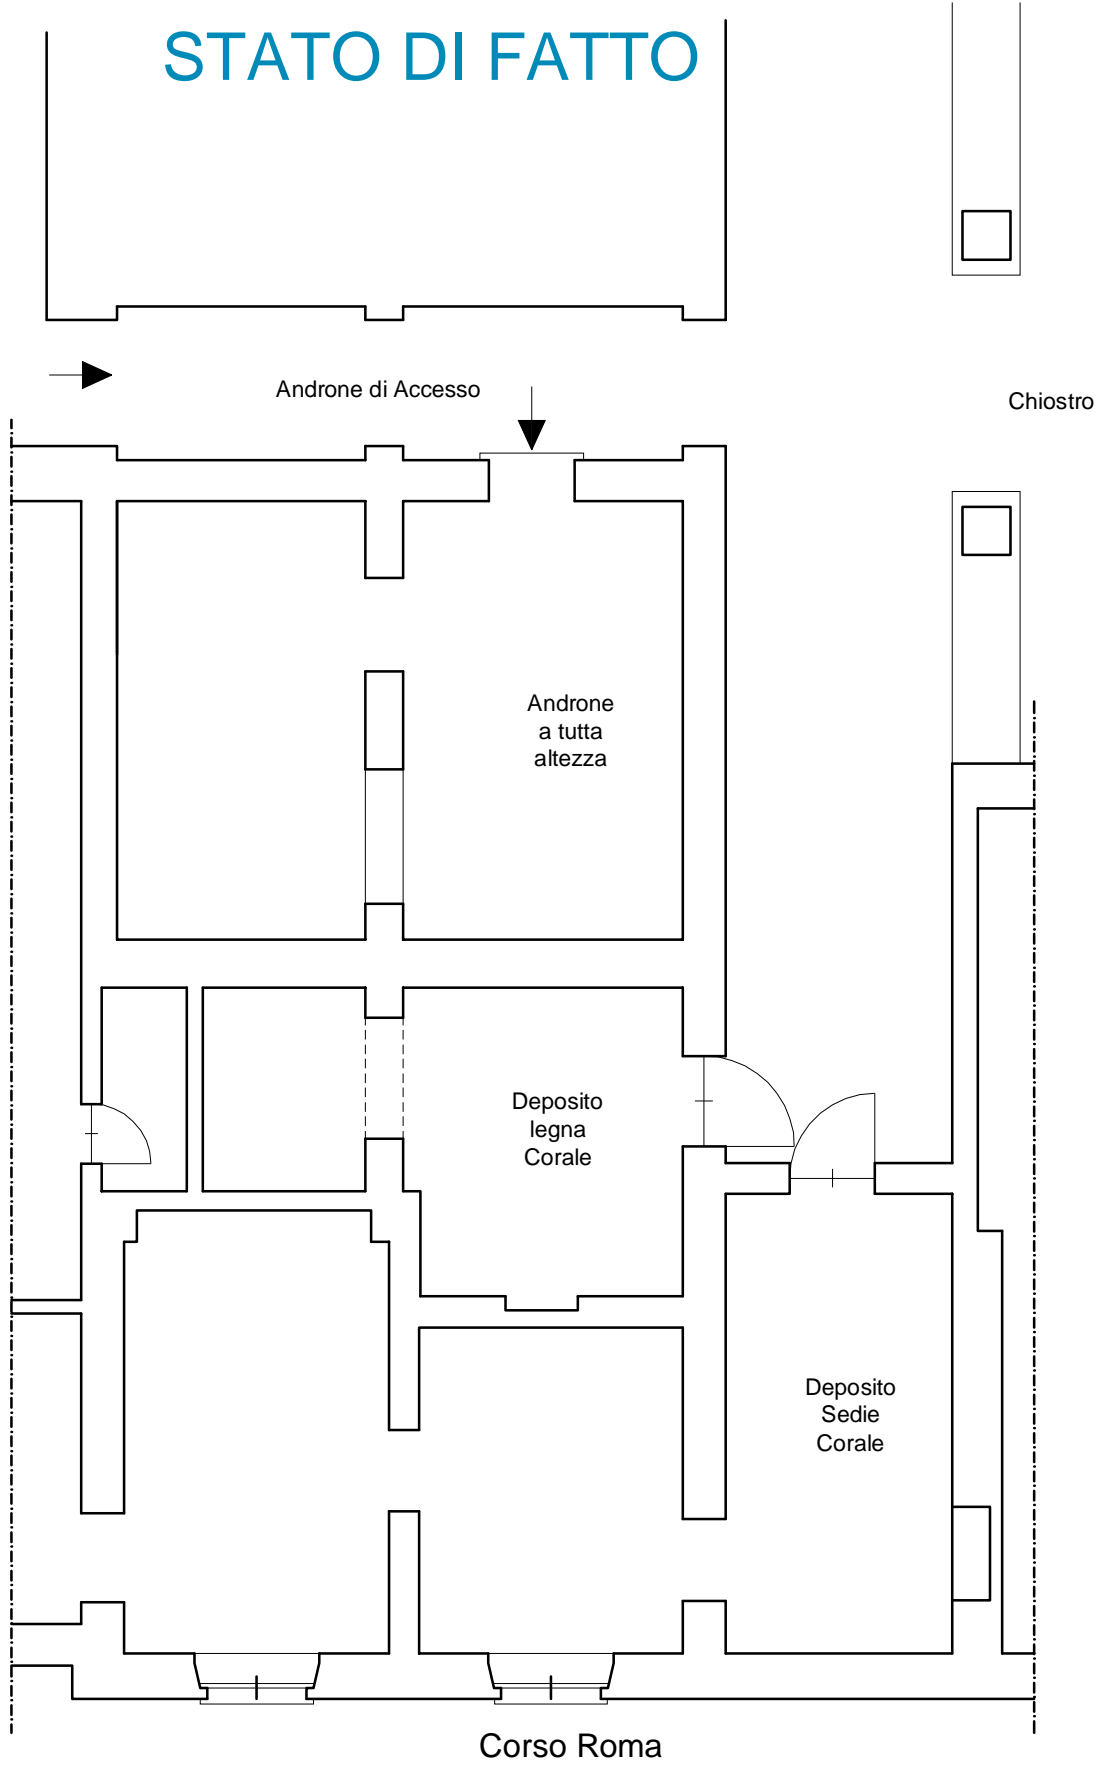 STATO DI FATTO
Androne di Accesso
Chiostro
Androne
a tutta
altezza
Deposito
legna
Corale
Deposito
Sedie
Corale
Corso Roma